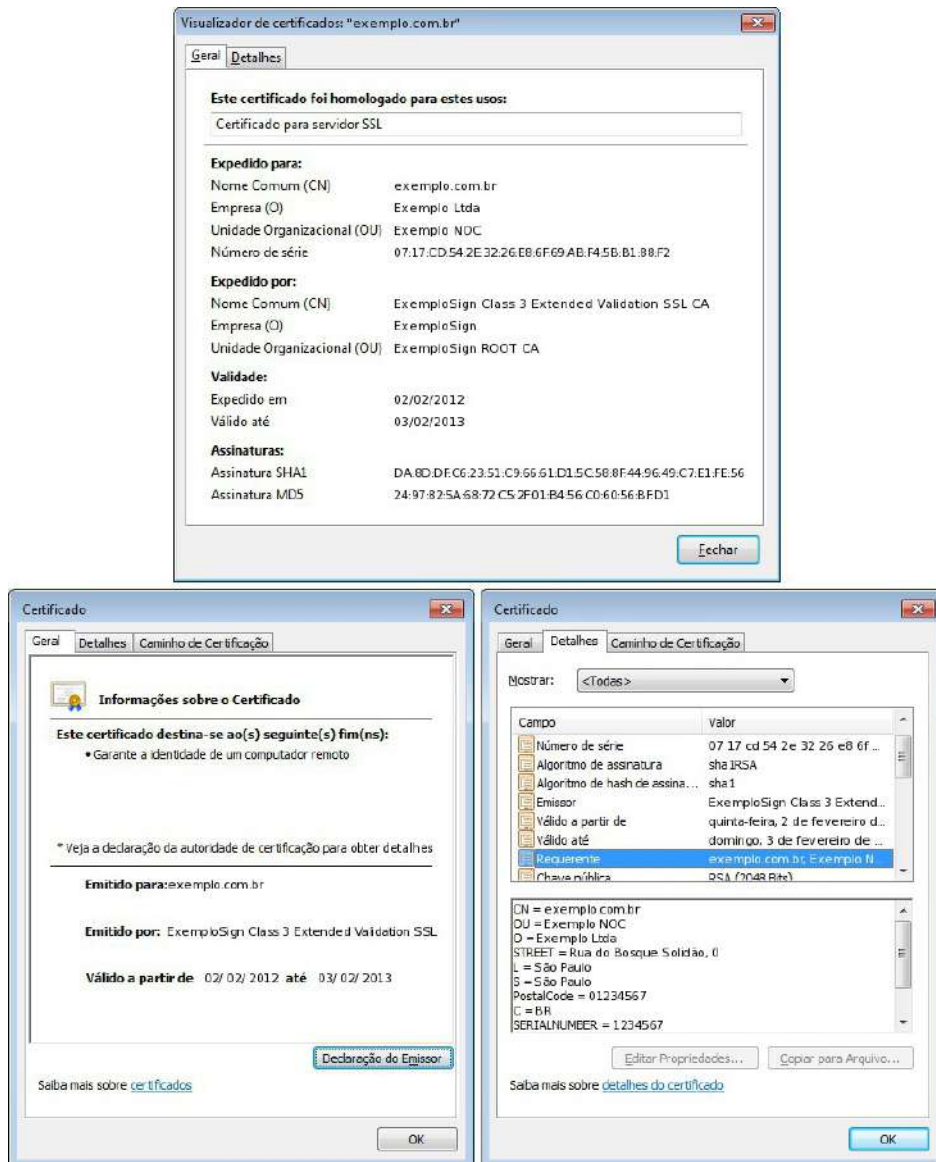 Visualizador de certificados: "exemplo.com.br"
Geral Detalhes
Este certificado foi homologado para estes usos:
Certificado para servidor SSL
Expedido para:
Nome Comum (CN) exemplo.com.br
Empresa (O) Exemplo Ltda
Unidade Organizacional (OU) Exemplo NOC
Número de série 07:17:CD:54:2E:32:26:E8:6F:69:AB:F4:5B:B1:88:F2
Expedido por:
Nome Comum (CN) ExemploSign Class 3 Extended Validation SSL CA
Empresa (O) ExemploSign
Unidade Organizacional (OU) ExemploSign ROOT CA
Validade:
Expedido em 02/02/2012
Válido até 03/02/2013
Assinaturas:
Assinatura SHA1 DA:8D:DF:C6:23:51:C9:66:61:D1:5C:58:8F:44:96:49:C7:E1:FE:56
Assinatura MD5 24:97:82:5A:68:72:C5:2F:01:B4:56:C0:60:56:BF:D1
Fechar
Certificado
Geral Detalhes Caminho de Certificação
Informações sobre o Certificado
Este certificado destina-se ao(s) seguinte(s) fim(ns):
• Garante a identidade de um computador remoto
* Veja a declaração da autoridade de certificação para obter detalhes
Emitido para:exemplo.com.br
Emitido por: ExemploSign Class 3 Extended Validation SSL
Válido a partir de 02/02/2012 até 03/02/2013
Declaração do Emissor
Saiba mais sobre certificados
OK
Certificado
Geral Detalhes Caminho de Certificação
Mostrar: <Todas>
Campo Valor
Número de série 07 17 cd 54 2e 32 26 e8 6f ...
Algoritmo de assinatura sha1RSA
Algoritmo de hash de assina... sha1
Emissor ExemploSign Class 3 Extend...
Válido a partir de quinta-feira, 2 de fevereiro d...
Válido até domingo, 3 de fevereiro de ...
Requerente exemplo.com.br, Exemplo N...
Chave pública RSA (2048 Bits)
CN = exemplo.com.br
OU = Exemplo NOC
O = Exemplo Ltda
STREET = Rua do Bosque Solidão, 0
L = São Paulo
S = São Paulo
PostalCode = 01234567
C = BR
SERIALNUMBER = 1234567
Editar Propriedades... Copiar para Arquivo...
Saiba mais sobre detalhes do certificado
OK